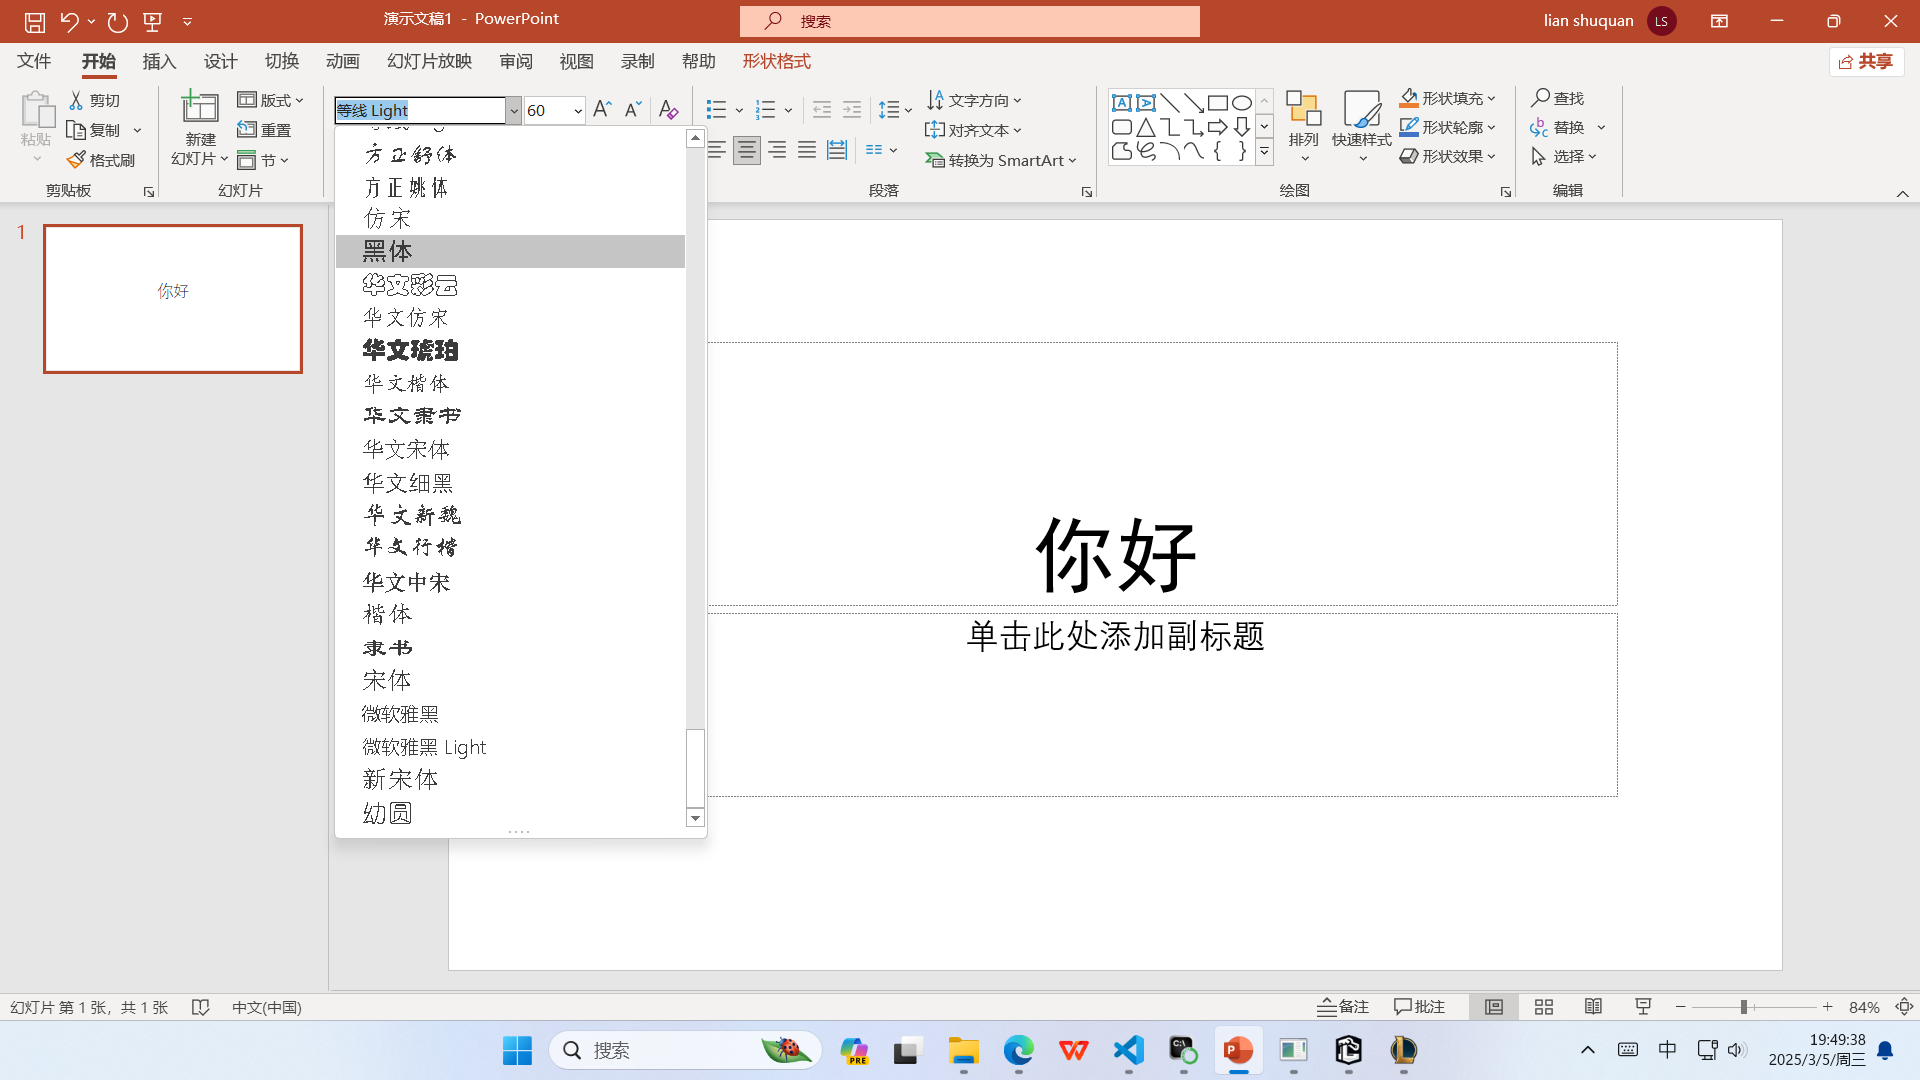 演示文稿1 - PowerPoint
搜索
lian shuquan
LS
文件
开始
插入
设计
切换
动画
幻灯片放映
审阅
视图
录制
帮助
形状格式
共享
粘贴
剪切
复制
格式刷
剪贴板
新建
幻灯片
版式
重置
节
幻灯片
等线 Light
60
文字方向
对齐文本
转换为 SmartArt
段落
排列
快速样式
形状填充
形状轮廓
形状效果
绘图
查找
替换
选择
编辑
方正舒体
方正姚体
仿宋
黑体
华文彩云
华文仿宋
华文琥珀
华文楷体
华文隶书
华文宋体
华文细黑
华文新魏
华文行楷
华文中宋
楷体
隶书
宋体
微软雅黑
微软雅黑 Light
新宋体
幼圆
1
你好
你好
单击此处添加副标题
幻灯片 第 1 张，共 1 张
中文(中国)
备注
批注
84%
搜索
PRE
中
19:49:38
2025/3/5/周三